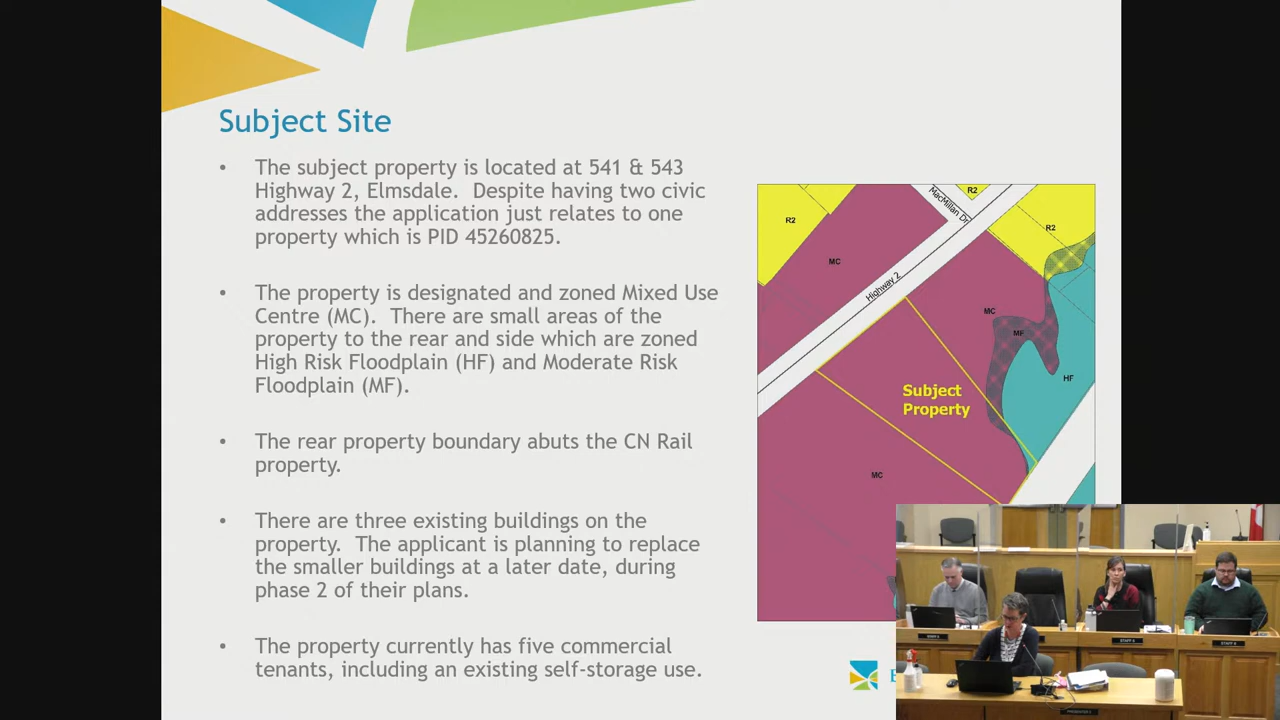 Subject Site
• The subject property is located at 541 & 543
Highway 2, Elmsdale. Despite having two civic
addresses the application just relates to one
property which is PID 45260825.
• The property is designated and zoned Mixed Use
Centre (MC). There are small areas of the
property to the rear and side which are zoned
High Risk Floodplain (HF) and Moderate Risk
Floodplain (MF).
• The rear property boundary abuts the CN Rail
property.
• There are three existing buildings on the
property. The applicant is planning to replace
the smaller buildings at a later date, during
phase 2 of their plans.
• The property currently has five commercial
tenants, including an existing self-storage use.
R2
MacMillan Dr
R2
R2
MC
Highway 2
MC
MF
HF
Subject
Property
MC